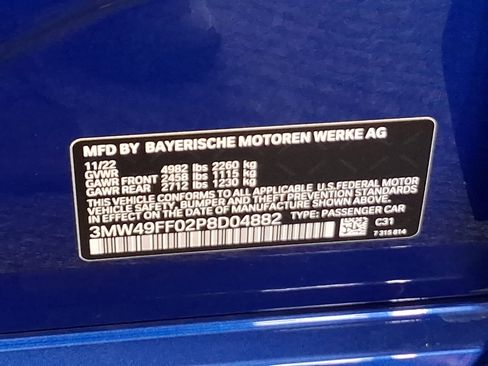 MFD BY BAYERISCHE MOTOREN WERKE AG
11/22
GVWR 4982 lbs 2260 kg
GAWR FRONT 2458 lbs 1115 kg
GAWR REAR 2712 lbs 1230 kg
THIS VEHICLE CONFORMS TO ALL APPLICABLE U.S.FEDERAL MOTOR
VEHICLE SAFETY, BUMPER, AND THEFT PREVENTION STANDARDS
IN EFFECT ON THE DATE OF MANUFACTURE SHOWN ABOVE.
3MW49FF02P8D04882 TYPE: PASSENGER CAR
C31
7 315 614